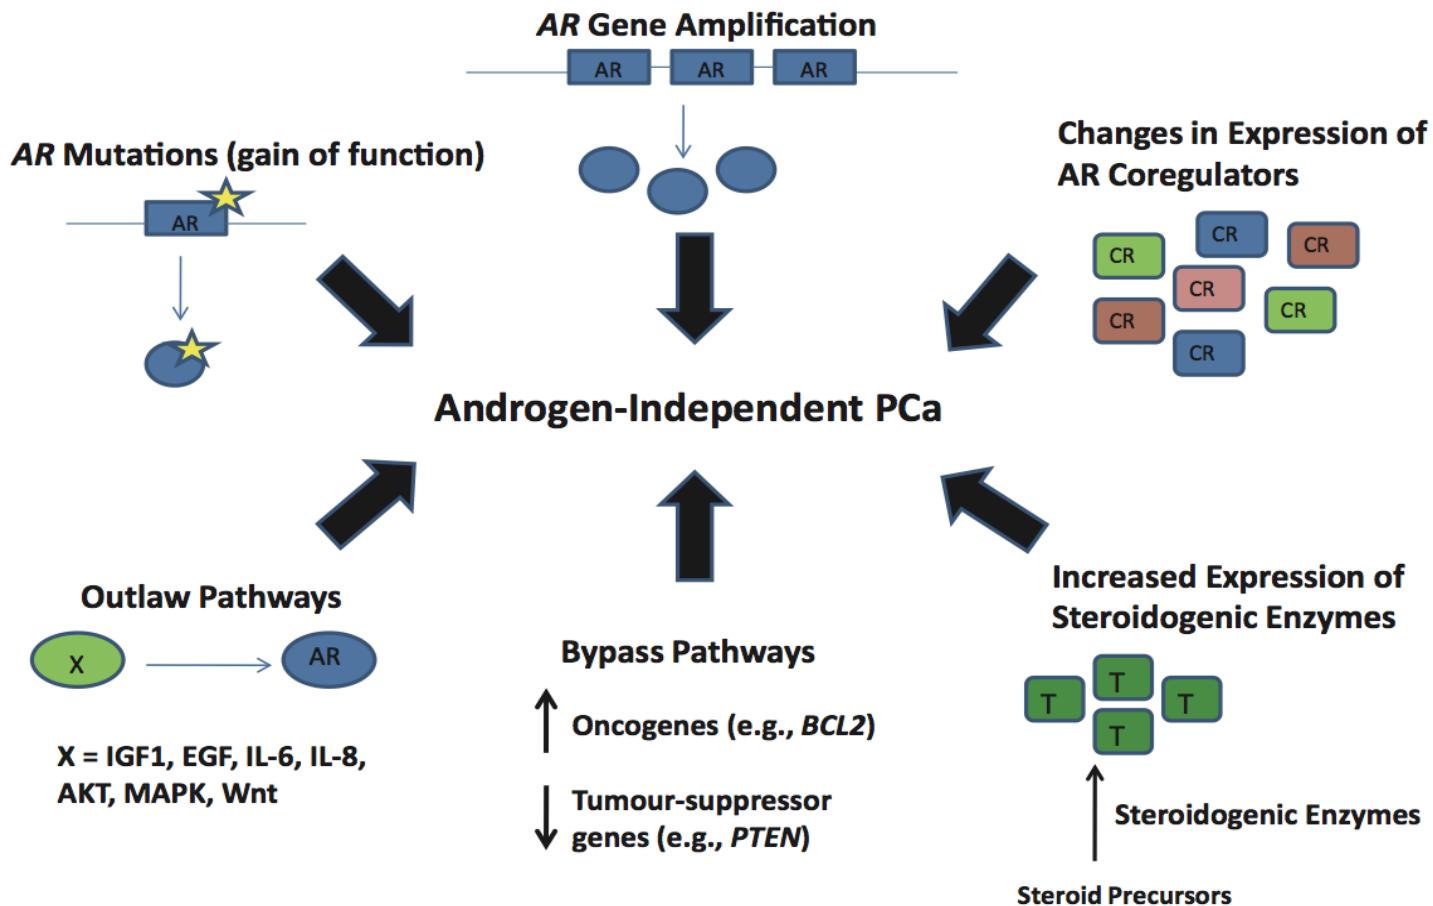 AR Gene Amplification
AR AR AR
AR Mutations (gain of function)
AR
Changes in Expression of
AR Coregulators
CR
CR
CR
CR
CR
CR
CR
Androgen-Independent PCa
Outlaw Pathways
X AR
X = IGF1, EGF, IL-6, IL-8,
AKT, MAPK, Wnt
Bypass Pathways
Oncogenes (e.g., BCL2)
Tumour-suppressor
genes (e.g., PTEN)
Increased Expression of
Steroidogenic Enzymes
T
T
T
T
Steroidogenic Enzymes
Steroid Precursors